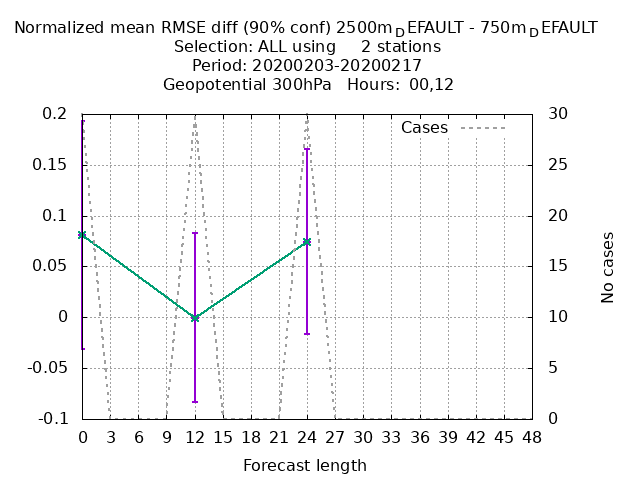 Normalized mean RMSE diff (90% conf) 2500m_DEFAULT - 750m_DEFAULT
Selection: ALL using 2 stations
Period: 20200203-20200217
Geopotential 300hPa Hours: 00,12
Cases
0.2
0.15
0.1
0.05
0
-0.05
-0.1
30
25
20
15
10
5
0
No cases
0 3 6 9 12 15 18 21 24 27 30 33 36 39 42 45 48
Forecast length